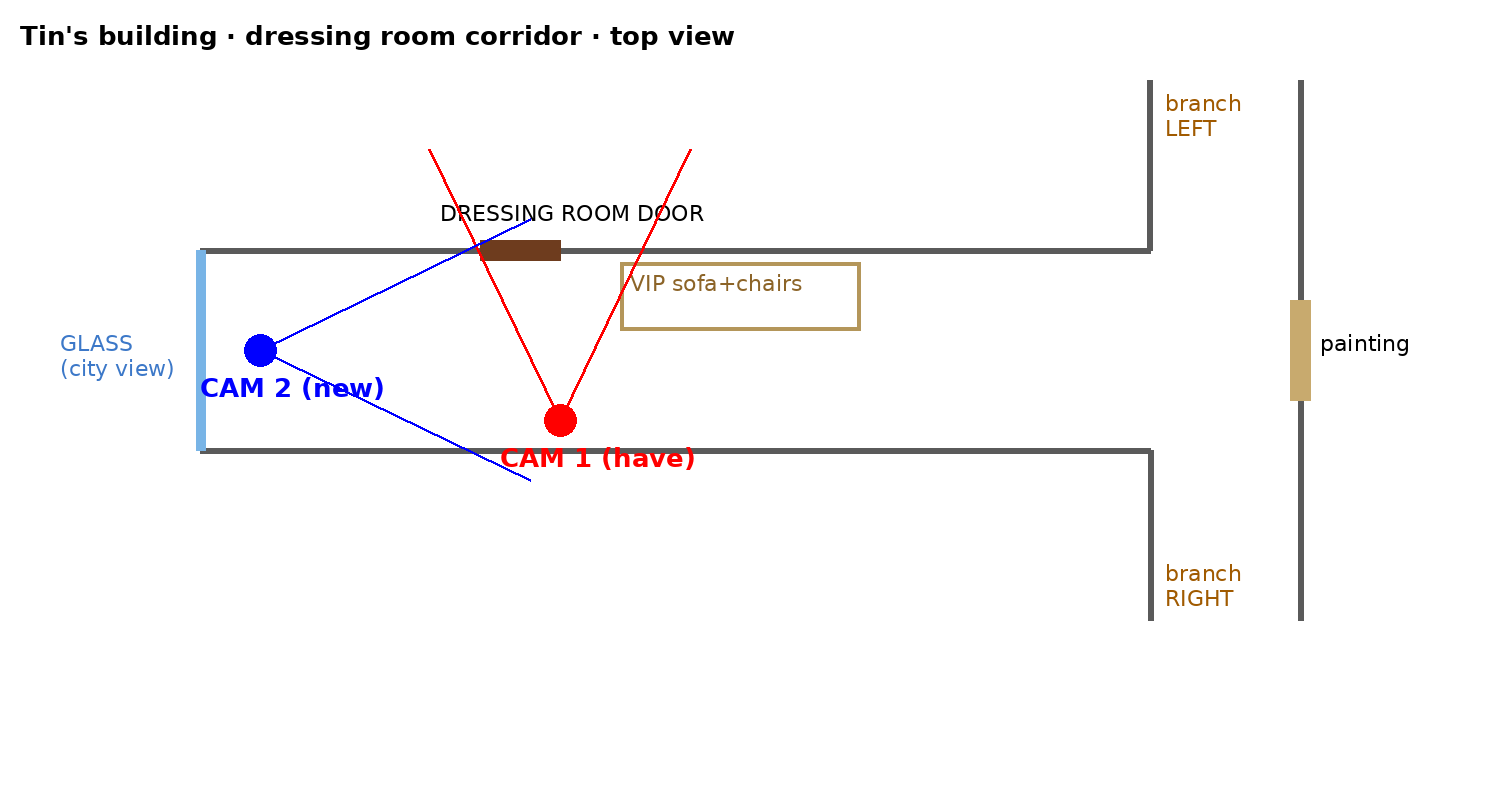 Tin's building · dressing room corridor · top view
branch
LEFT
DRESSING ROOM DOOR
VIP sofa+chairs
GLASS
(city view)
painting
CAM 2 (new)
CAM 1 (have)
branch
RIGHT